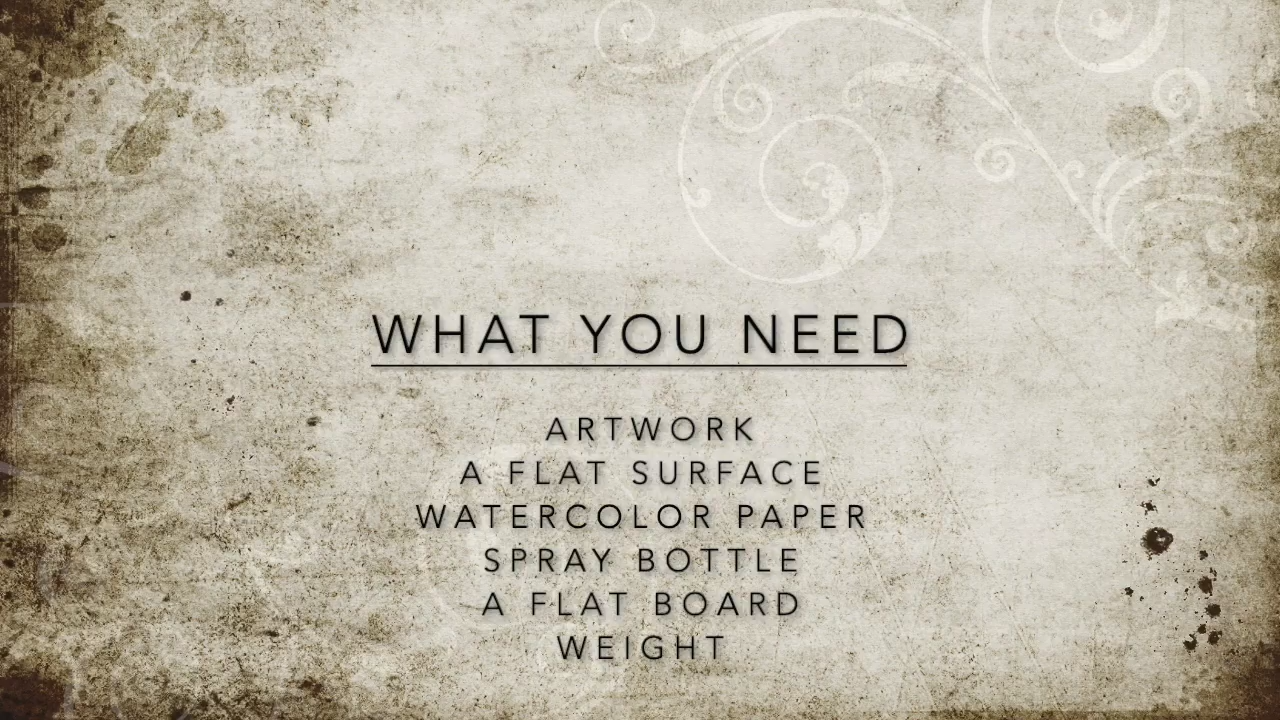 WHAT YOU NEED
ARTWORK
A FLAT SURFACE
WATERCOLOR PAPER
SPRAY BOTTLE
A FLAT BOARD
WEIGHT